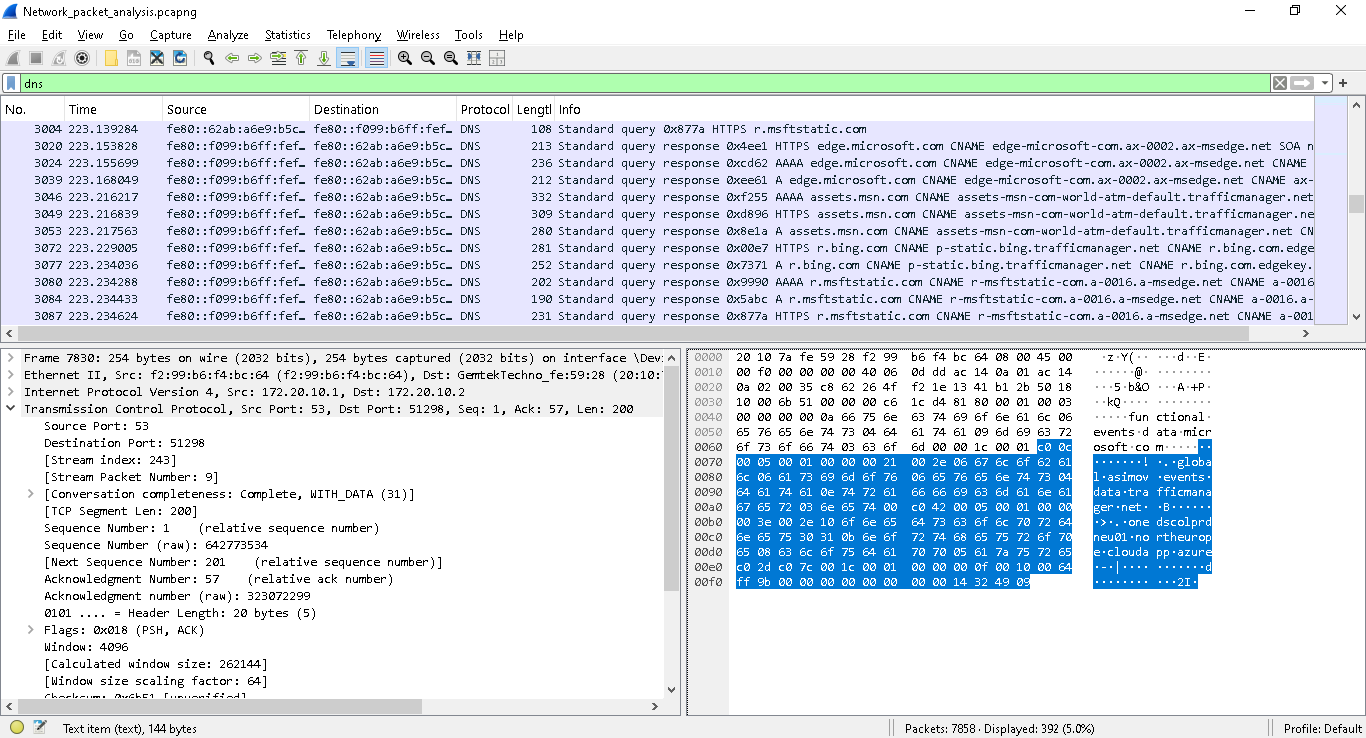 Network_packet_analysis.pcapng
File Edit View Go Capture Analyze Statistics Telephony Wireless Tools Help
dns
No. Time Source Destination Protocol Lengtl Info
3004 223.139284 fe80::62ab:a6e9:b5c… fe80::f099:b6ff:fef… DNS 108 Standard query 0x877a HTTPS r.msftstatic.com
3020 223.153828 fe80::f099:b6ff:fef… fe80::62ab:a6e9:b5c… DNS 213 Standard query response 0x4ee1 HTTPS edge.microsoft.com CNAME edge-microsoft-com.ax-0002.ax-msedge.net SOA n
3024 223.155699 fe80::f099:b6ff:fef… fe80::62ab:a6e9:b5c… DNS 236 Standard query response 0xcd62 AAAA edge.microsoft.com CNAME edge-microsoft-com.ax-0002.ax-msedge.net CNAME
3039 223.168049 fe80::f099:b6ff:fef… fe80::62ab:a6e9:b5c… DNS 212 Standard query response 0xee61 A edge.microsoft.com CNAME edge-microsoft-com.ax-0002.ax-msedge.net CNAME ax-
3046 223.216217 fe80::f099:b6ff:fef… fe80::62ab:a6e9:b5c… DNS 332 Standard query response 0xf255 AAAA assets.msn.com CNAME assets-msn-com-world-atm-default.trafficmanager.net
3049 223.216839 fe80::f099:b6ff:fef… fe80::62ab:a6e9:b5c… DNS 309 Standard query response 0xd896 HTTPS assets.msn.com CNAME assets-msn-com-world-atm-default.trafficmanager.ne
3053 223.217563 fe80::f099:b6ff:fef… fe80::62ab:a6e9:b5c… DNS 280 Standard query response 0x8e1a A assets.msn.com CNAME assets-msn-com-world-atm-default.trafficmanager.net CN
3072 223.229005 fe80::f099:b6ff:fef… fe80::62ab:a6e9:b5c… DNS 281 Standard query response 0x00e7 HTTPS r.bing.com CNAME p-static.bing.trafficmanager.net CNAME r.bing.com.edge
3077 223.234036 fe80::f099:b6ff:fef… fe80::62ab:a6e9:b5c… DNS 252 Standard query response 0x7371 A r.bing.com CNAME p-static.bing.trafficmanager.net CNAME r.bing.com.edgekey.
3080 223.234288 fe80::f099:b6ff:fef… fe80::62ab:a6e9:b5c… DNS 202 Standard query response 0x9990 AAAA r.msftstatic.com CNAME r-msftstatic-com.a-0016.a-msedge.net CNAME a-0016
3084 223.234433 fe80::f099:b6ff:fef… fe80::62ab:a6e9:b5c… DNS 190 Standard query response 0x5abc A r.msftstatic.com CNAME r-msftstatic-com.a-0016.a-msedge.net CNAME a-0016.a-
3087 223.234624 fe80::f099:b6ff:fef… fe80::62ab:a6e9:b5c… DNS 231 Standard query response 0x877a HTTPS r.msftstatic.com CNAME r-msftstatic-com.a-0016.a-msedge.net CNAME a-001
Frame 7830: 254 bytes on wire (2032 bits), 254 bytes captured (2032 bits) on interface \Dev
Ethernet II, Src: f2:99:b6:f4:bc:64 (f2:99:b6:f4:bc:64), Dst: GemtekTechno_fe:59:28 (20:10:
Internet Protocol Version 4, Src: 172.20.10.1, Dst: 172.20.10.2
Transmission Control Protocol, Src Port: 53, Dst Port: 51298, Seq: 1, Ack: 57, Len: 200
Source Port: 53
Destination Port: 51298
[Stream index: 243]
[Stream Packet Number: 9]
[Conversation completeness: Complete, WITH_DATA (31)]
[TCP Segment Len: 200]
Sequence Number: 1 (relative sequence number)
Sequence Number (raw): 642773534
[Next Sequence Number: 201 (relative sequence number)]
Acknowledgment Number: 57 (relative ack number)
Acknowledgment number (raw): 323072299
0101 .... = Header Length: 20 bytes (5)
Flags: 0x018 (PSH, ACK)
Window: 4096
[Calculated window size: 262144]
[Window size scaling factor: 64]
Checksum: 0x6b51 [unverified]
0000 20 10 7a fe 59 28 f2 99 b6 f4 bc 64 08 00 45 00 ·z·Y(·· ···d··E·
0010 00 f0 00 00 00 00 40 06 0d dd ac 14 0a 01 ac 14 ······@· ········
0020 0a 02 00 35 c8 62 26 4f f2 1e 13 41 b1 2b 50 18 ···5·b&O ···A·+P·
0030 10 00 6b 51 00 00 00 c6 1c d4 81 80 00 01 00 03 ··kQ···· ········
0040 00 00 00 00 0a 66 75 6e 63 74 69 6f 6e 61 6c 06 ·····fun ctional·
0050 65 76 65 6e 74 73 04 64 61 74 61 09 6d 69 63 72 events·d ata·micr
0060 6f 73 6f 66 74 03 63 6f 6d 00 00 1c 00 01 c0 0c osoft·co m·······
0070 00 05 00 01 00 00 00 21 00 2e 06 67 6c 6f 62 61 ·······! ·.·globa
0080 6c 06 61 73 69 6d 6f 76 06 65 76 65 6e 74 73 04 l·asimov ·events·
0090 64 61 74 61 0e 74 72 61 66 66 69 63 6d 61 6e 61 data·tra fficmana
00a0 67 65 72 03 6e 65 74 00 c0 42 00 05 00 01 00 00 ger·net· ·B······
00b0 00 3e 00 2e 10 6f 6e 65 64 73 63 6f 6c 70 72 64 ·>·.·one dscolprd
00c0 6e 65 75 30 31 0b 6e 6f 72 74 68 65 75 72 6f 70 neu01·no rtheurop
00d0 65 08 63 6c 6f 75 64 61 70 70 05 61 7a 75 72 65 e·clouda pp·azure
00e0 c0 2d c0 7c 00 1c 00 01 00 00 00 0f 00 10 00 64 ·-·|···· ·······d
00f0 ff 9b 00 00 00 00 00 00 00 00 14 32 49 09 ········ ···2I·
Text item (text), 144 bytes
Packets: 7858 · Displayed: 392 (5.0%)
Profile: Default